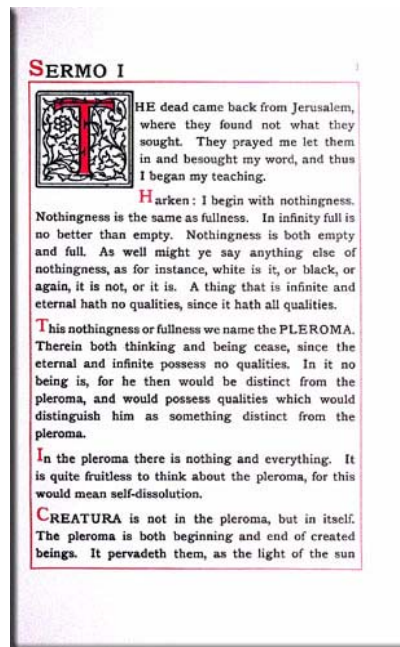 SERMO I
THE dead came back from Jerusalem,
where they found not what they
sought. They prayed me let them
in and besought my word, and thus
I began my teaching.
Harken: I begin with nothingness.
Nothingness is the same as fullness. In infinity full is
no better than empty. Nothingness is both empty
and full. As well might ye say anything else of
nothingness, as for instance, white is it, or black, or
again, it is not, or it is. A thing that is infinite and
eternal hath no qualities, since it hath all qualities.
This nothingness or fullness we name the PLEROMA.
Therein both thinking and being cease, since the
eternal and infinite possess no qualities. In it no
being is, for he then would be distinct from the
pleroma, and would possess qualities which would
distinguish him as something distinct from the
pleroma.
In the pleroma there is nothing and everything. It
is quite fruitless to think about the pleroma, for this
would mean self-dissolution.
CREATURA is not in the pleroma, but in itself.
The pleroma is both beginning and end of created
beings. It pervadeth them, as the light of the sun